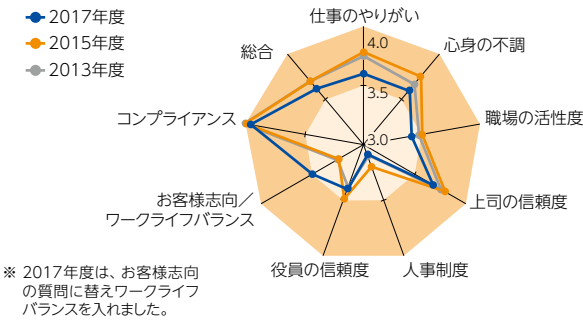 2017年度
2015年度
2013年度
仕事のやりがい
心身の不調
職場の活性度
上司の信頼度
人事制度
役員の信頼度
お客様志向／
ワークライフバランス
コンプライアンス
総合
4.0
3.5
3.0
※ 2017年度は、お客様志向
の質問に替えワークライフ
バランスを入れました。